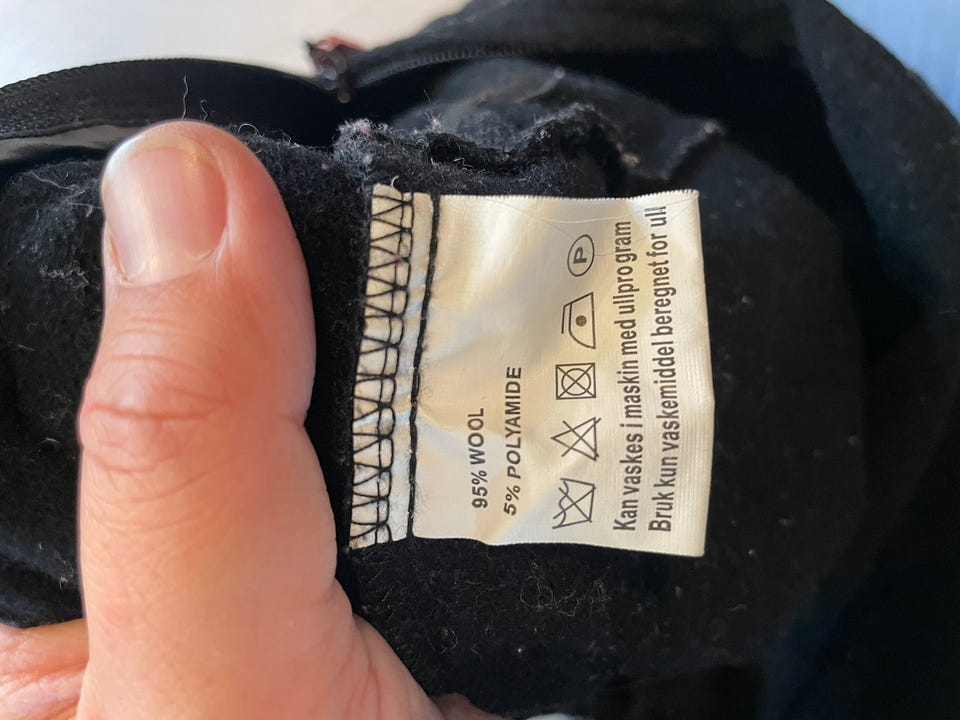 95% WOOL
5% POLYAMIDE
P
Kan vaskes i maskin med ullprogram
Bruk kun vaskemiddel beregnet for ull